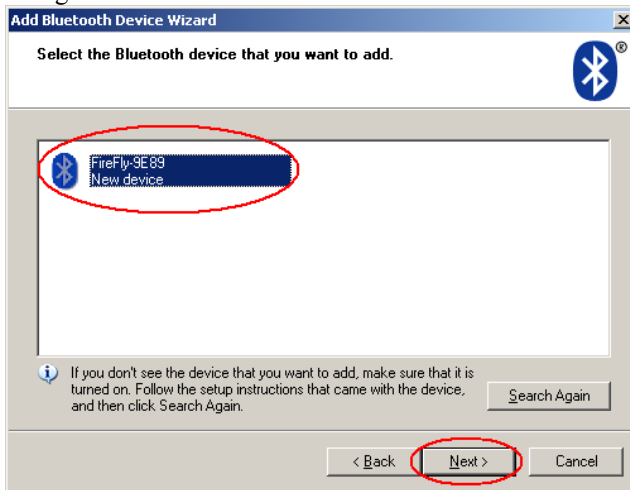 Add Bluetooth Device Wizard
Select the Bluetooth device that you want to add.
®
FireFly-9E89
New device
If you don't see the device that you want to add, make sure that it is
turned on. Follow the setup instructions that came with the device,
and then click Search Again.
Search Again
< Back
Next >
Cancel